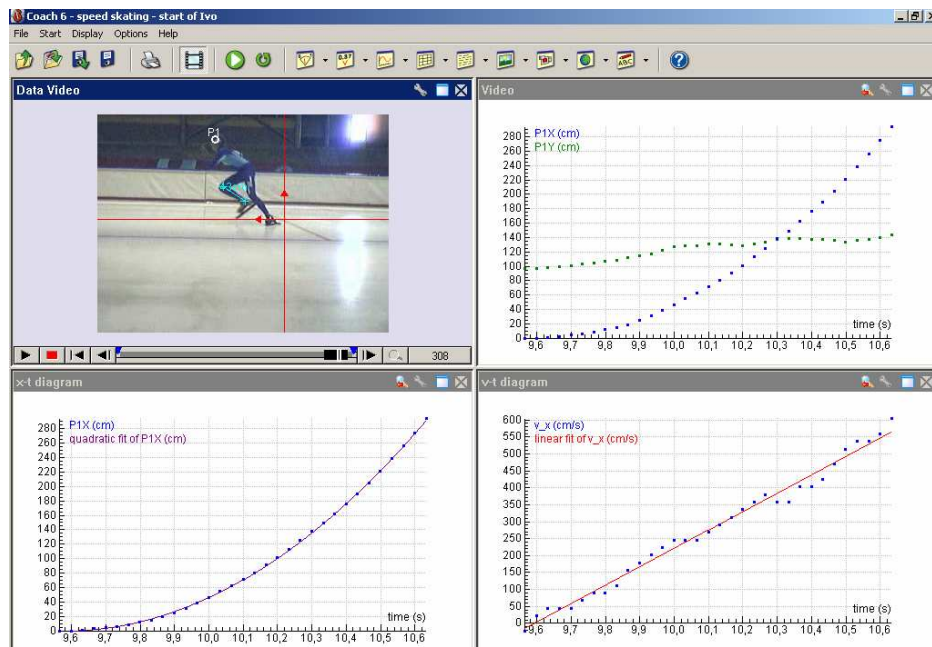 Coach 6 - speed skating - start of Ivo
File Start Display Options Help
Data Video
P1
308
Video
P1X (cm)
P1Y (cm)
280
260
240
220
200
180
160
140
120
100
80
60
40
20
0
time (s)
9,6 9,7 9,8 9,9 10,0 10,1 10,2 10,3 10,4 10,5 10,6
x-t diagram
P1X (cm)
quadratic fit of P1X (cm)
280
260
240
220
200
180
160
140
120
100
80
60
40
20
0
time (s)
9,6 9,7 9,8 9,9 10,0 10,1 10,2 10,3 10,4 10,5 10,6
v-t diagram
v_x (cm/s)
linear fit of v_x (cm/s)
600
550
500
450
400
350
300
250
200
150
100
50
0
time (s)
9,6 9,7 9,8 9,9 10,0 10,1 10,2 10,3 10,4 10,5 10,6